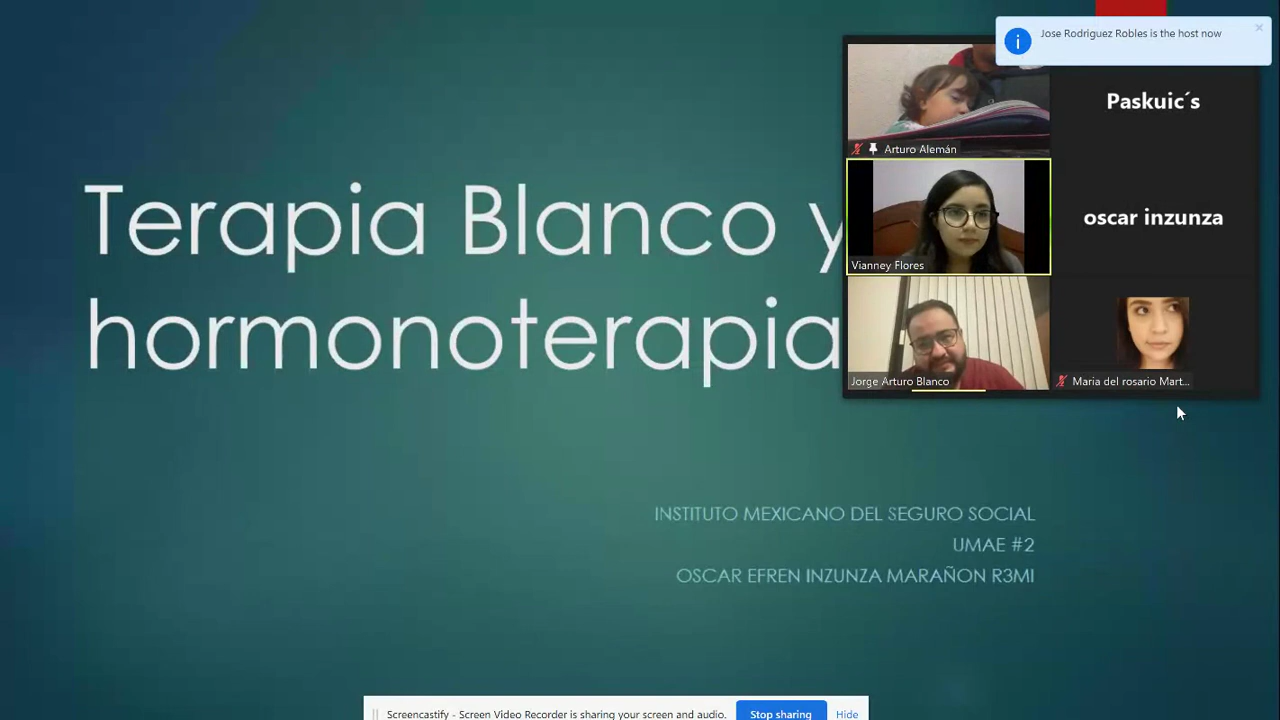 Jose Rodriguez Robles is the host now
Terapia Blanco y
hormonoterapia
Arturo Alemán
Paskuic´s
Vianney Flores
oscar inzunza
Jorge Arturo Blanco
Maria del rosario Mart...
INSTITUTO MEXICANO DEL SEGURO SOCIAL
UMAE #2
OSCAR EFREN INZUNZA MARAÑON R3MI
Screencastify - Screen Video Recorder is sharing your screen and audio.
Stop sharing
Hide